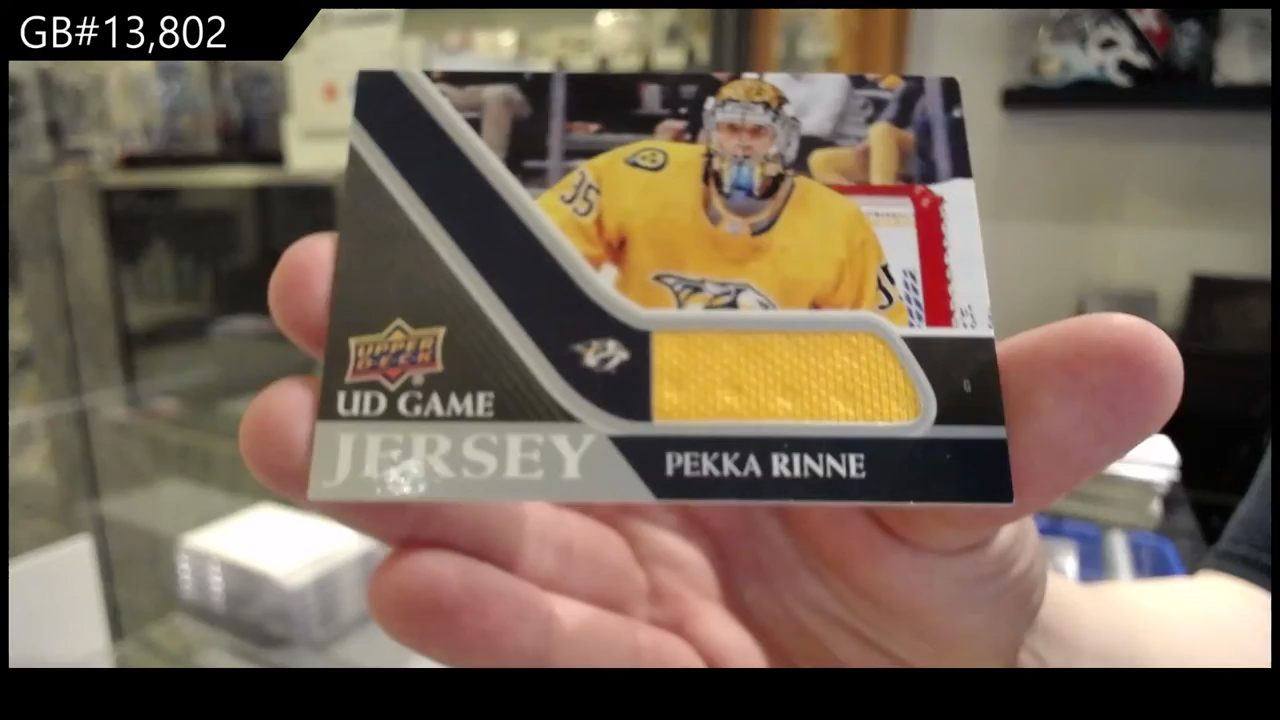 GB#13,802
35
UPPER
DECK
UD GAME
JERSEY
PEKKA RINNE
G